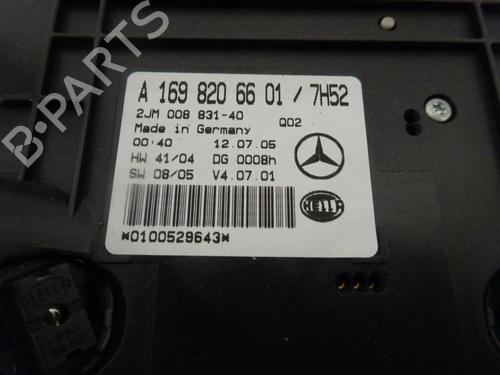 A 169 820 66 01 / 7H52
2JM 008 831-40 Q02
Made in Germany
00:40 12.07.05
HW 41/04 DG 0008h
SW 08/05 V4.07.01
HELLA
*0100529643*
HELLA
B-Parts